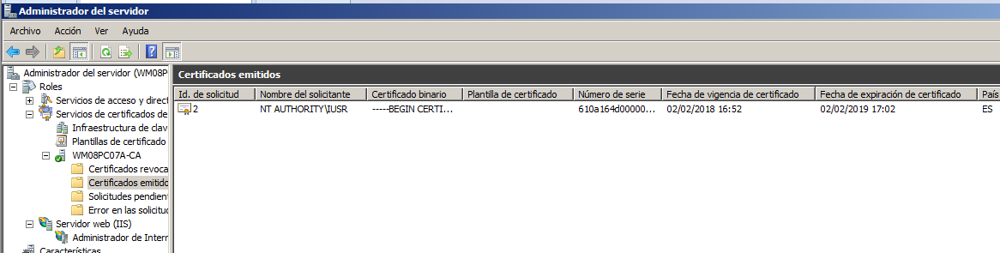 Administrador del servidor
Archivo Acción Ver Ayuda
Administrador del servidor (WM08P
Roles
Servicios de acceso y direct
Servicios de certificados de
Infraestructura de clav
Plantillas de certificado
WM08PC07A-CA
Certificados revoca
Certificados emitido
Solicitudes pendien
Error en las solicitud
Servidor web (IIS)
Administrador de Interr
Características
Certificados emitidos
Id. de solicitud Nombre del solicitante Certificado binario Plantilla de certificado Número de serie Fecha de vigencia de certificado Fecha de expiración de certificado País
2 NT AUTHORITY\IUSR -----BEGIN CERTI... 610a164d00000... 02/02/2018 16:52 02/02/2019 17:02 ES